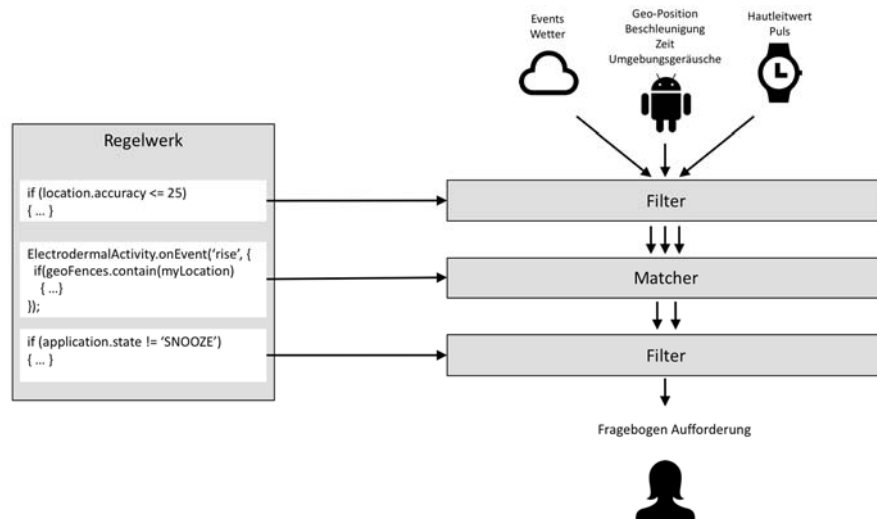 Events
Wetter
Geo-Position
Beschleunigung
Zeit
Umgebungsgeräusche
Hautleitwert
Puls
Regelwerk
if (location.accuracy <= 25)
{ ... }
ElectrodermalActivity.onEvent(‘rise’, {
if(geoFences.contain(myLocation)
{ ...}
});
if (application.state != ‘SNOOZE’)
{ ... }
Filter
Matcher
Filter
Fragebogen Aufforderung